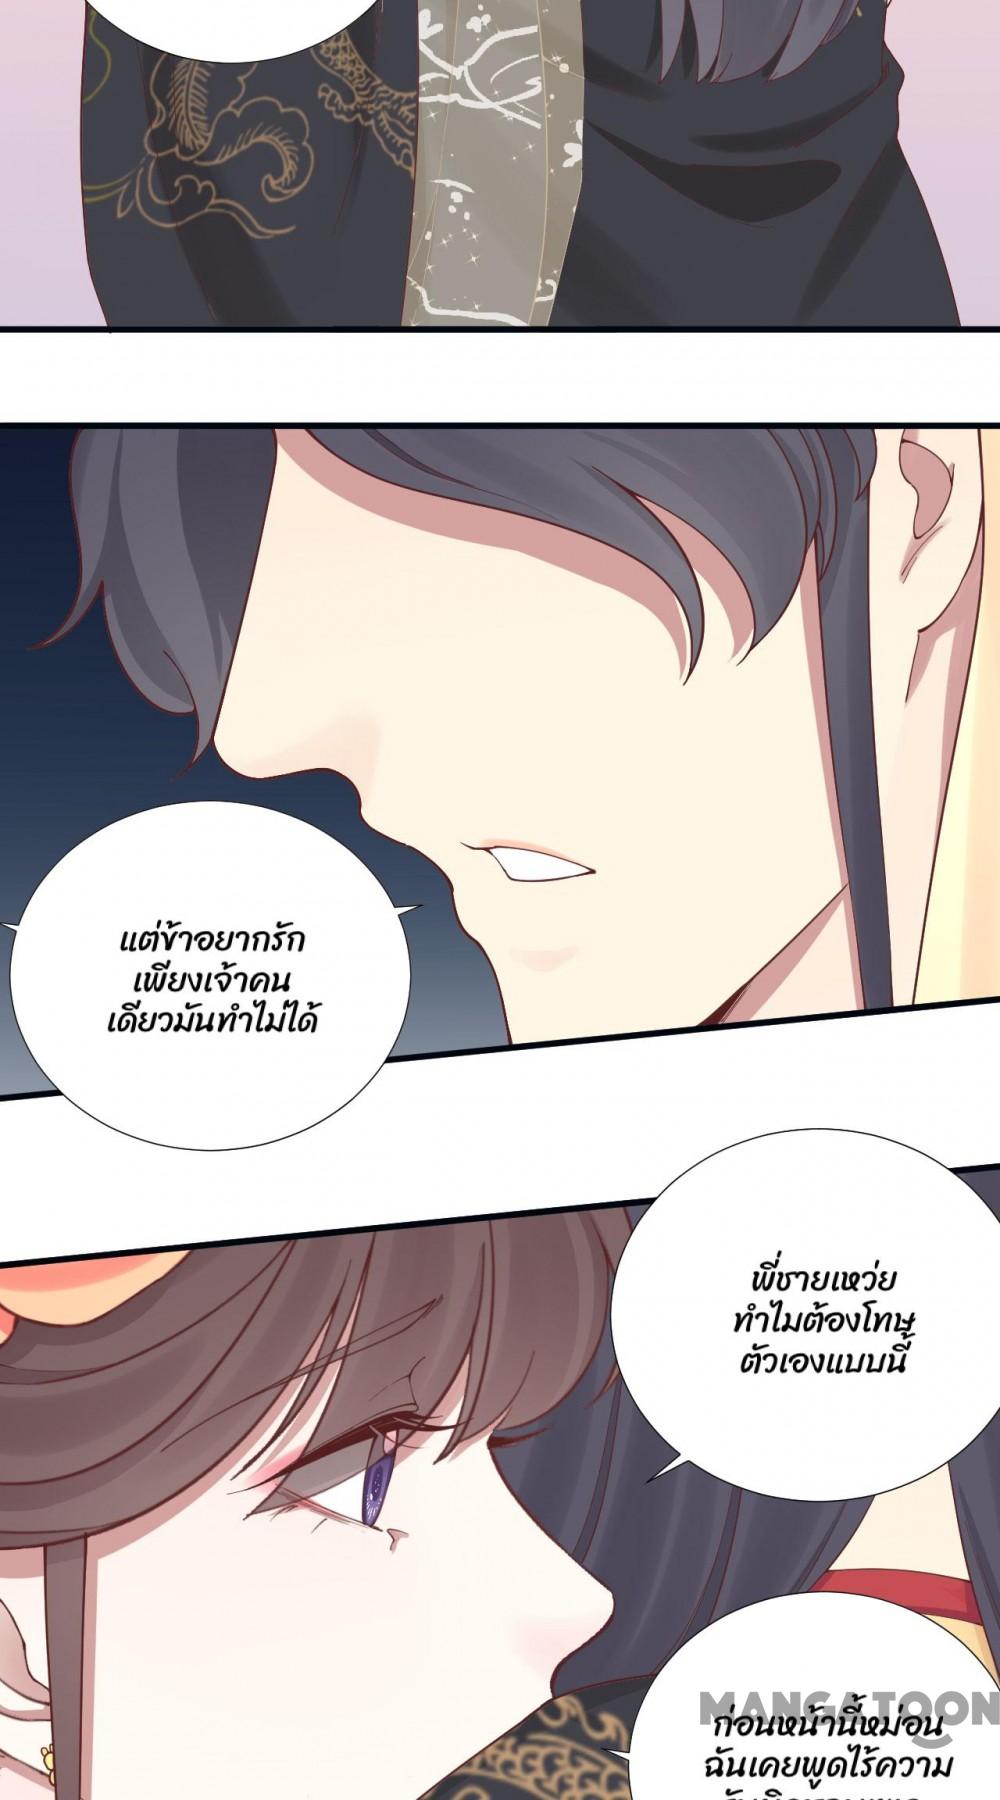 แต่ข้าอยากรัก
เพียงเจ้าคน
เดียวมันทำไม่ได้
พี่ชายเหว่ย
ทำไมต้องโทษ
ตัวเองแบบนี้
MANGATOON
ก่อนหน้านี้หม่อน
ฉันเคยพูดไร้ความ